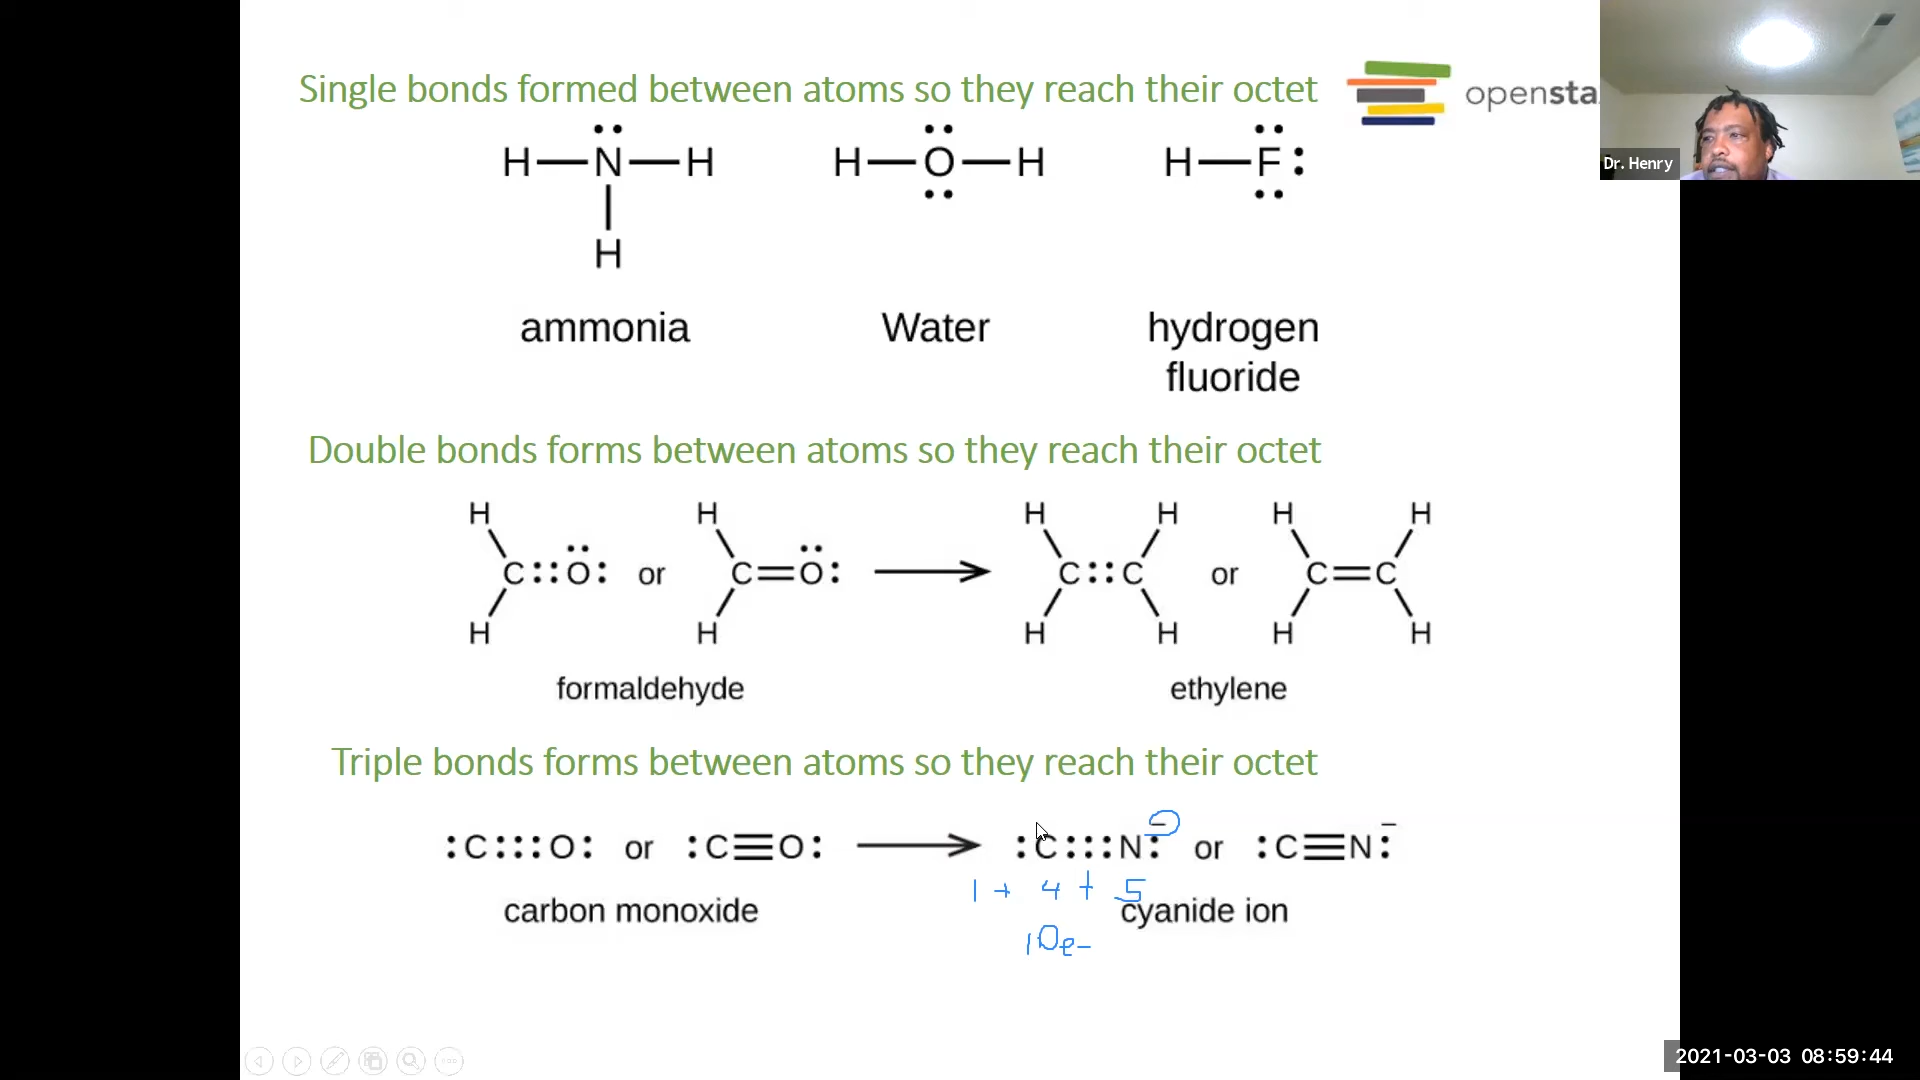 Single bonds formed between atoms so they reach their octet
opensta
Dr. Henry
H—N̈—H
H
H—O—H
H—F:
ammonia
Water
hydrogen
fluoride
Double bonds forms between atoms so they reach their octet
H H H H H H
C::O: or C=O: ⟶ C::C or C=C
H H H H H H
formaldehyde
ethylene
Triple bonds forms between atoms so they reach their octet
:C:::O: or :C≡O: ⟶ :C:::N:⁻ or :C≡N:⁻
1 + 4 + 5
carbon monoxide
cyanide ion
10e-
2021-03-03 08:59:44